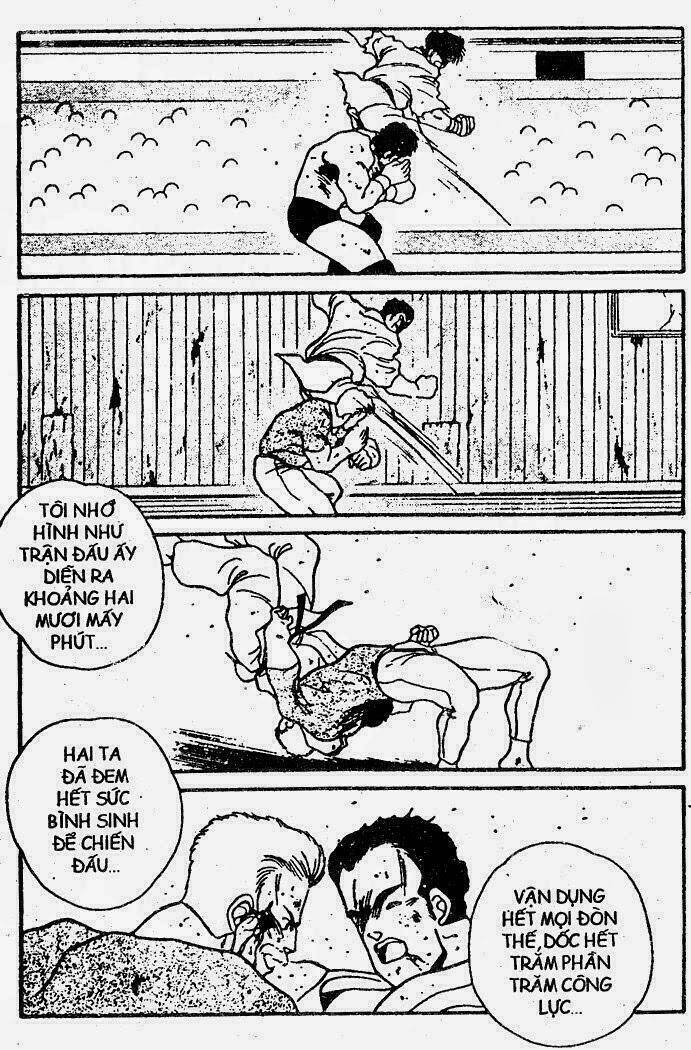 TÔI NHỚ
HÌNH NHƯ
TRẬN ĐẤU ẤY
DIỄN RA
KHOẢNG HAI
MƯƠI MẤY
PHÚT...
HAI TA
ĐÃ ĐEM
HẾT SỨC
BÌNH SINH
ĐỂ CHIẾN
ĐẤU...
VẬN DỤNG
HẾT MỌI ĐÒN
THẾ, DỐC HẾT
TRĂM PHẦN
TRĂM CÔNG
LỰC...